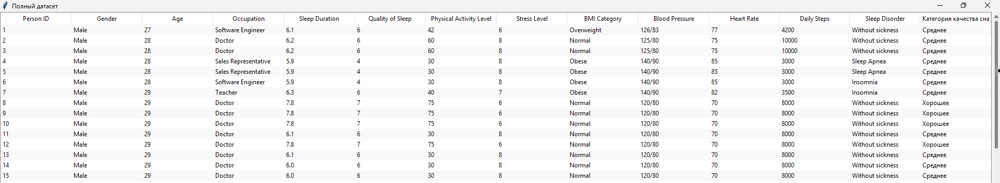 Полный датасет
Person ID Gender Age Occupation Sleep Duration Quality of Sleep Physical Activity Level Stress Level BMI Category Blood Pressure Heart Rate Daily Steps Sleep Disorder Категория качества сна
1 Male 27 Software Engineer 6.1 6 42 6 Overweight 126/83 77 4200 Without sickness Среднее
2 Male 28 Doctor 6.2 6 60 8 Normal 125/80 75 10000 Without sickness Среднее
3 Male 28 Doctor 6.2 6 60 8 Normal 125/80 75 10000 Without sickness Среднее
4 Male 28 Sales Representative 5.9 4 30 8 Obese 140/90 85 3000 Sleep Apnea Среднее
5 Male 28 Sales Representative 5.9 4 30 8 Obese 140/90 85 3000 Sleep Apnea Среднее
6 Male 28 Software Engineer 5.9 4 30 8 Obese 140/90 85 3000 Insomnia Среднее
7 Male 29 Teacher 6.3 6 40 7 Obese 140/90 82 3500 Insomnia Среднее
8 Male 29 Doctor 7.8 7 75 6 Normal 120/80 70 8000 Without sickness Хорошее
9 Male 29 Doctor 7.8 7 75 6 Normal 120/80 70 8000 Without sickness Хорошее
10 Male 29 Doctor 7.8 7 75 6 Normal 120/80 70 8000 Without sickness Хорошее
11 Male 29 Doctor 6.1 6 30 8 Normal 120/80 70 8000 Without sickness Среднее
12 Male 29 Doctor 7.8 7 75 6 Normal 120/80 70 8000 Without sickness Хорошее
13 Male 29 Doctor 6.1 6 30 8 Normal 120/80 70 8000 Without sickness Среднее
14 Male 29 Doctor 6.0 6 30 8 Normal 120/80 70 8000 Without sickness Среднее
15 Male 29 Doctor 6.0 6 30 8 Normal 120/80 70 8000 Without sickness Среднее